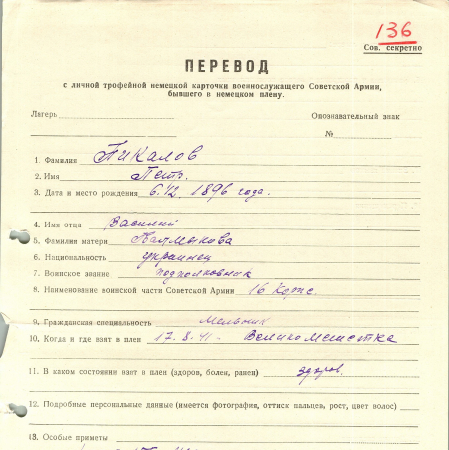 136
Сов. секретно
ПЕРЕВОД
с личной трофейной немецкой карточки военнослужащего Советской Армии,
бывшего в немецком плену.
Лагерь
Опознавательный знак
№
1. Фамилия Пикалов
2. Имя Петр.
3. Дата и место рождения 6.12. 1896 года.
4. Имя отца Василий
5. Фамилия матери Калмыкова
6. Национальность украинец
7. Воинское звание подполковник
8. Наименование воинской части Советской Армии 16 Корпс.
9. Гражданская специальность Мельник
10. Когда и где взят в плен 17.8.41 -
11. В каком состоянии взят в плен (здоров, болен, ранен) здоров.
12. Подробные персональные данные (имеется фотография, оттиск пальцев, рост, цвет волос)
13. Особые приметы